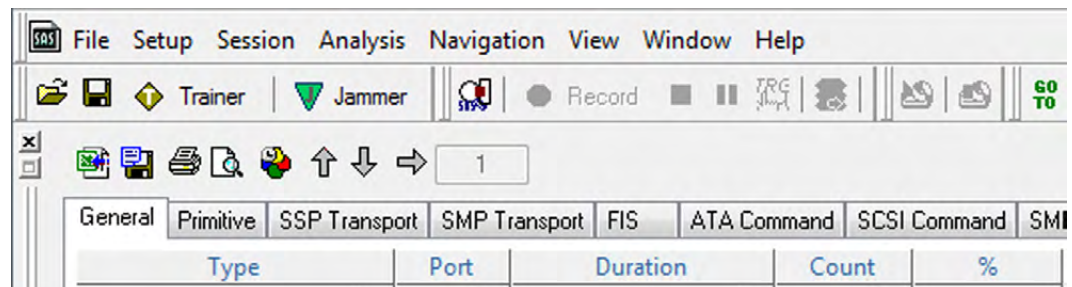 SAS File Setup Session Analysis Navigation View Window Help
Trainer Jammer Record GO TO
1
General Primitive SSP Transport SMP Transport FIS ATA Command SCSI Command
Type Port Duration Count %